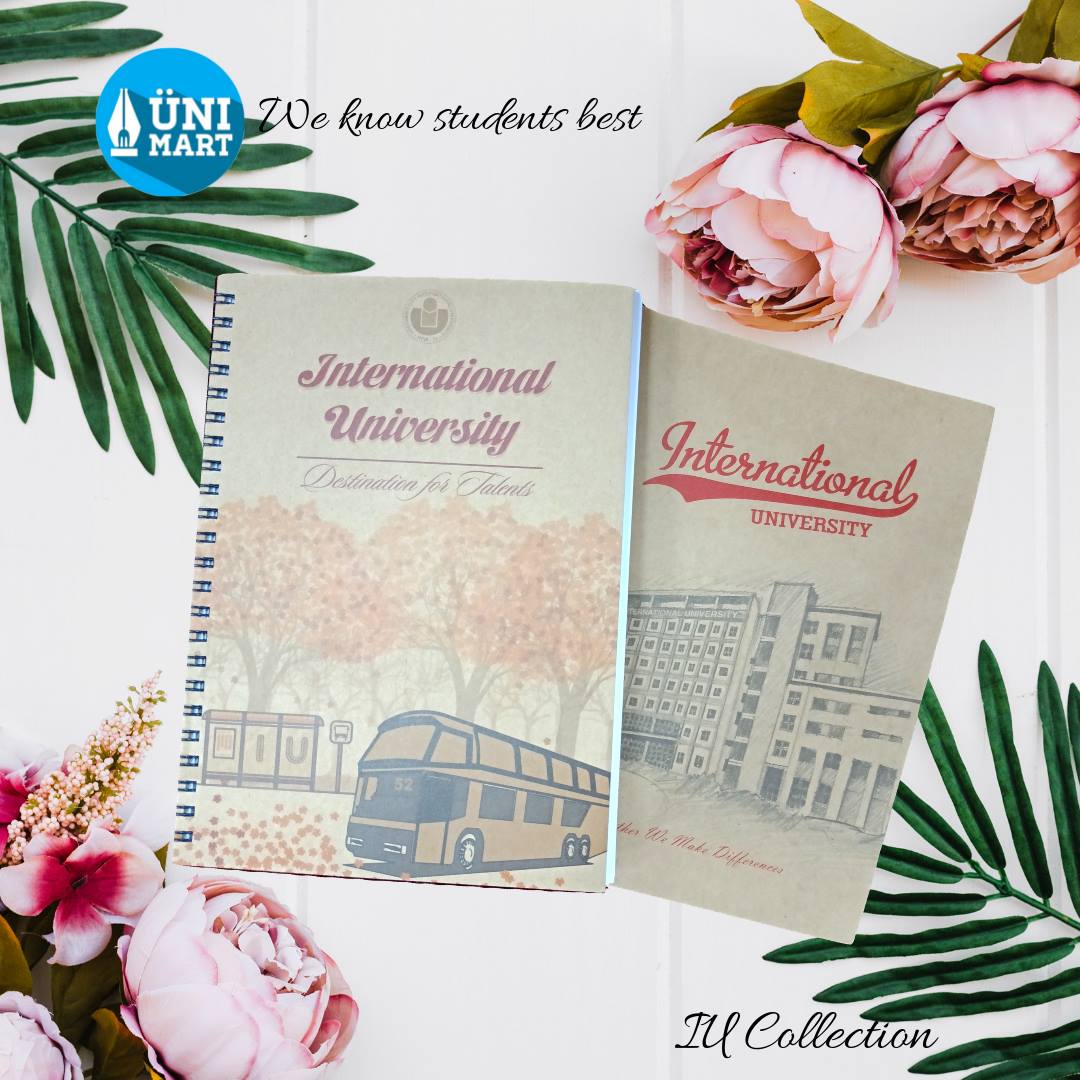 ÜNI
MART
We know students best
International
University
Destination for Talents
IU
52
International
UNIVERSITY
INTERNATIONAL UNIVERSITY
We Make Differences
IU Collection